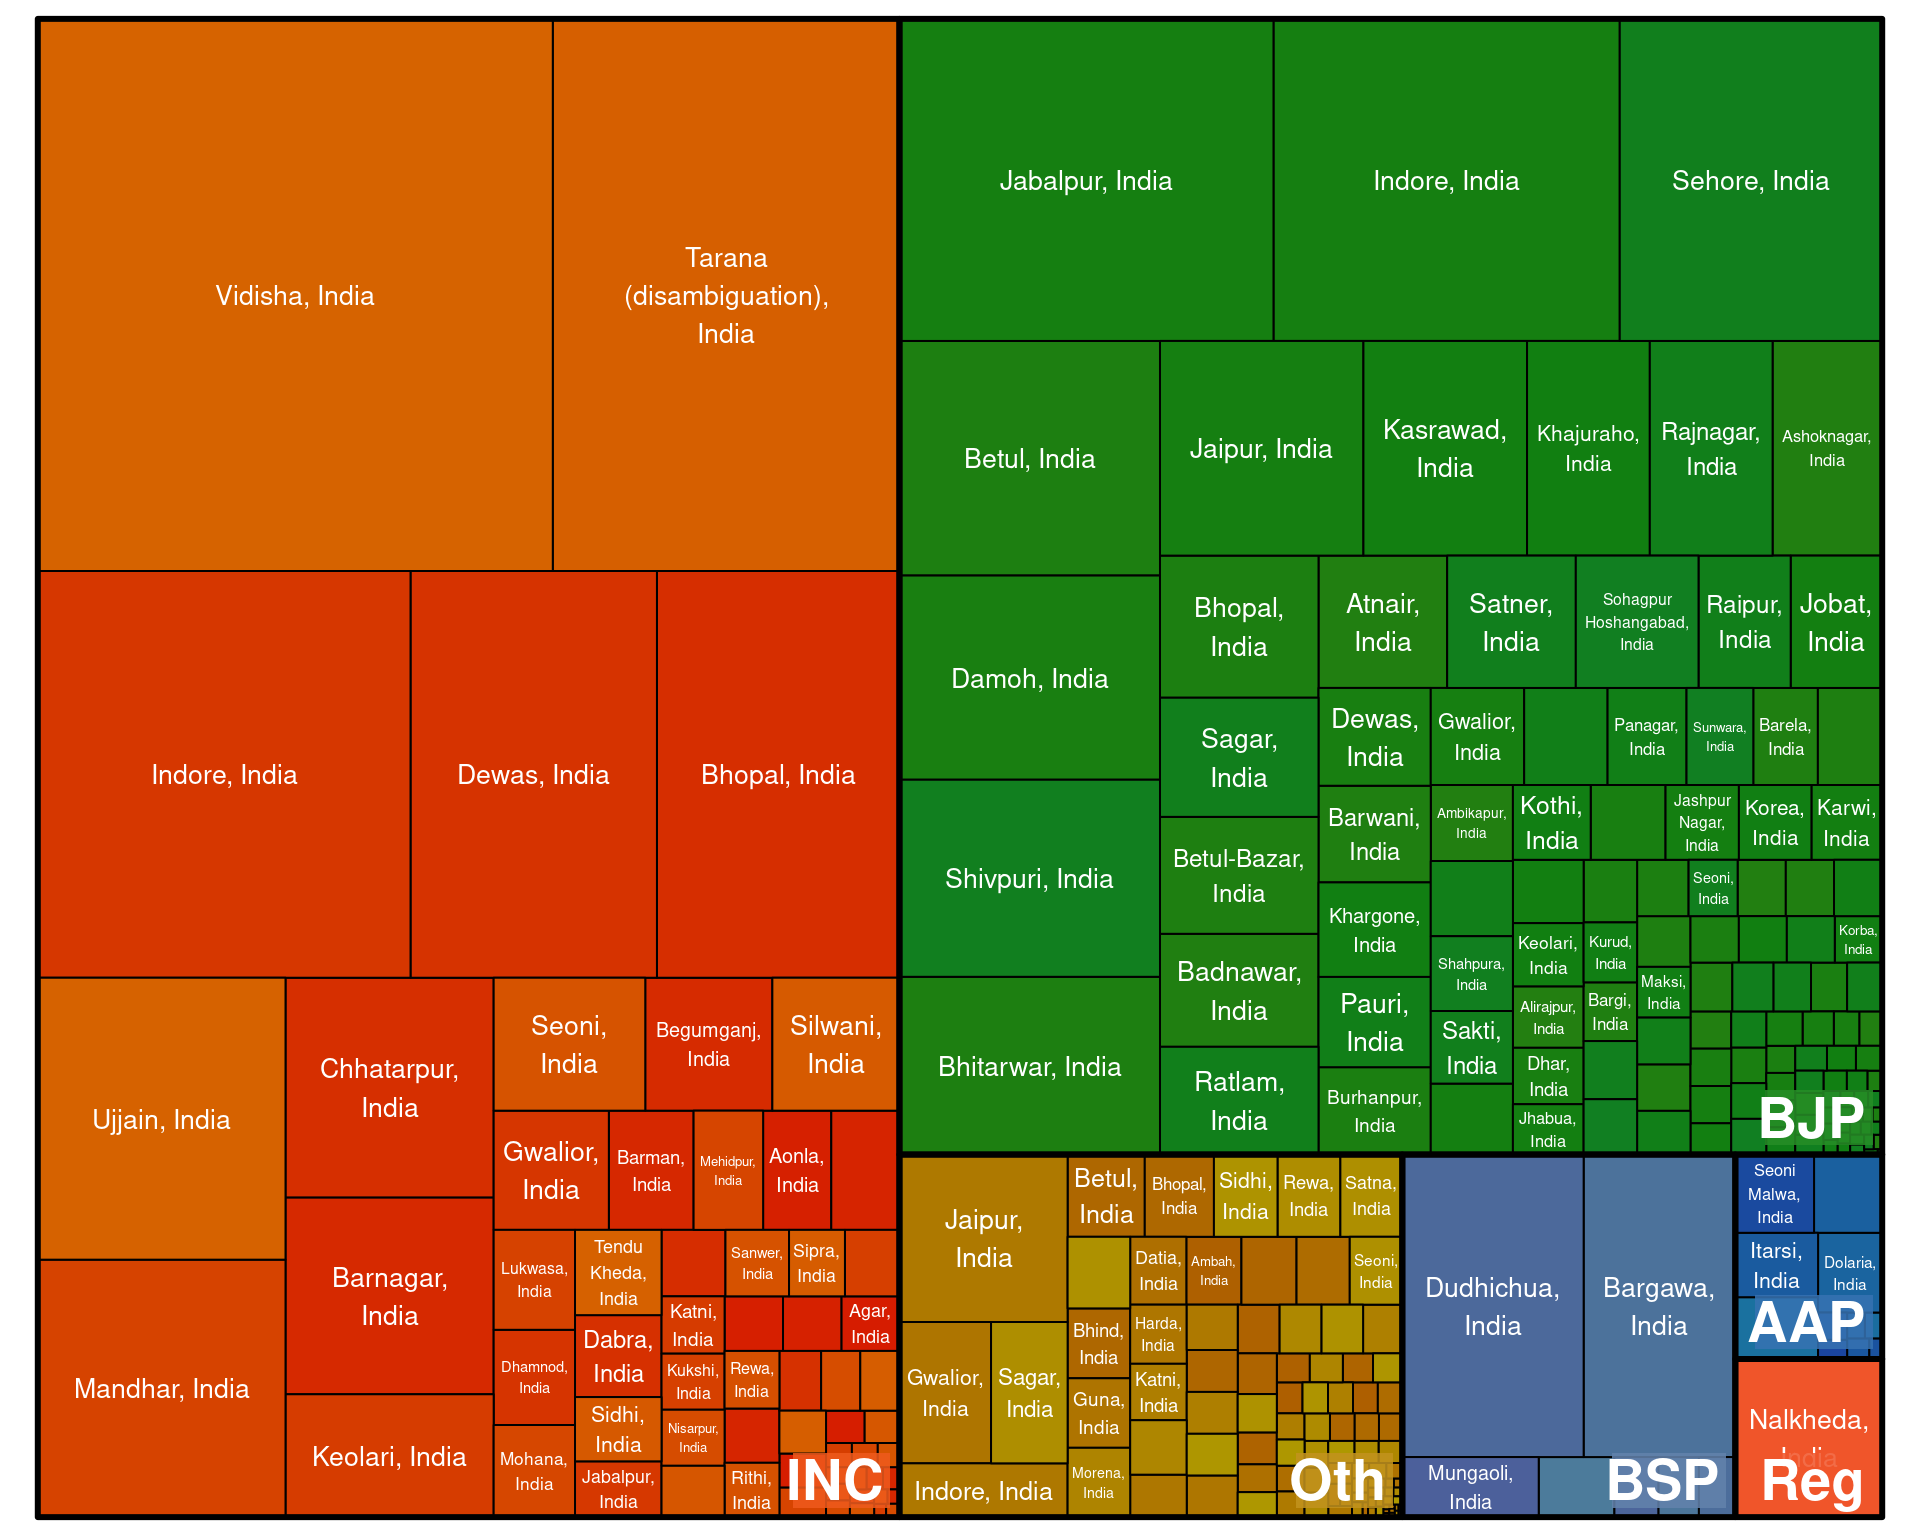 Vidisha, India
Tarana
(disambiguation),
India
Indore, India
Dewas, India
Bhopal, India
Ujjain, India
Mandhar, India
Chhatarpur,
India
Barnagar,
India
Keolari, India
Seoni,
India
Begumganj,
India
Silwani,
India
Gwalior,
India
Barman,
India
Mehidpur,
India
Aonla,
India
Lukwasa,
India
Dhamnod,
India
Mohana,
India
Tendu
Kheda,
India
Dabra,
India
Sidhi,
India
Jabalpur,
India
Sanwer,
India
Sipra,
India
Katni,
India
Agar,
India
Kukshi,
India
Rewa,
India
Nisarpur,
India
Rithi,
India
INC
Jabalpur, India
Indore, India
Sehore, India
Betul, India
Jaipur, India
Kasrawad,
India
Khajuraho,
India
Rajnagar,
India
Ashoknagar,
India
Damoh, India
Shivpuri, India
Bhitarwar, India
Bhopal,
India
Sagar,
India
Betul-Bazar,
India
Badnawar,
India
Ratlam,
India
Atnair,
India
Satner,
India
Sohagpur
Hoshangabad,
India
Raipur,
India
Jobat,
India
Dewas,
India
Gwalior,
India
Panagar,
India
Sunwara,
India
Barela,
India
Barwani,
India
Khargone,
India
Pauri,
India
Burhanpur,
India
Ambikapur,
India
Kothi,
India
Jashpur
Nagar,
India
Korea,
India
Karwi,
India
Seoni,
India
Shahpura,
India
Sakti,
India
Keolari,
India
Kurud,
India
Korba,
India
Maksi,
India
Alirajpur,
India
Bargi,
India
Dhar,
India
Jhabua,
India
BJP
Jaipur,
India
Gwalior,
India
Sagar,
India
Indore, India
Betul,
India
Bhopal,
India
Sidhi,
India
Rewa,
India
Satna,
India
Datia,
India
Ambah,
India
Seoni,
India
Bhind,
India
Harda,
India
Guna,
India
Katni,
India
Morena,
India
Oth
Dudhichua,
India
Bargawa,
India
Mungaoli,
India
BSP
Seoni
Malwa,
India
Itarsi,
India
Dolaria,
India
AAP
Nalkheda,
India
Reg